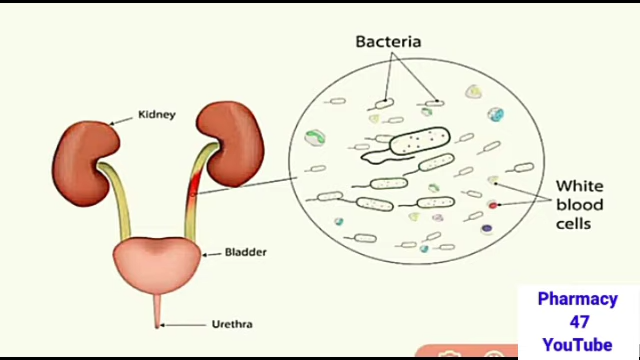 Bacteria
Kidney
White
blood
cells
Bladder
Urethra
Pharmacy
47
YouTube